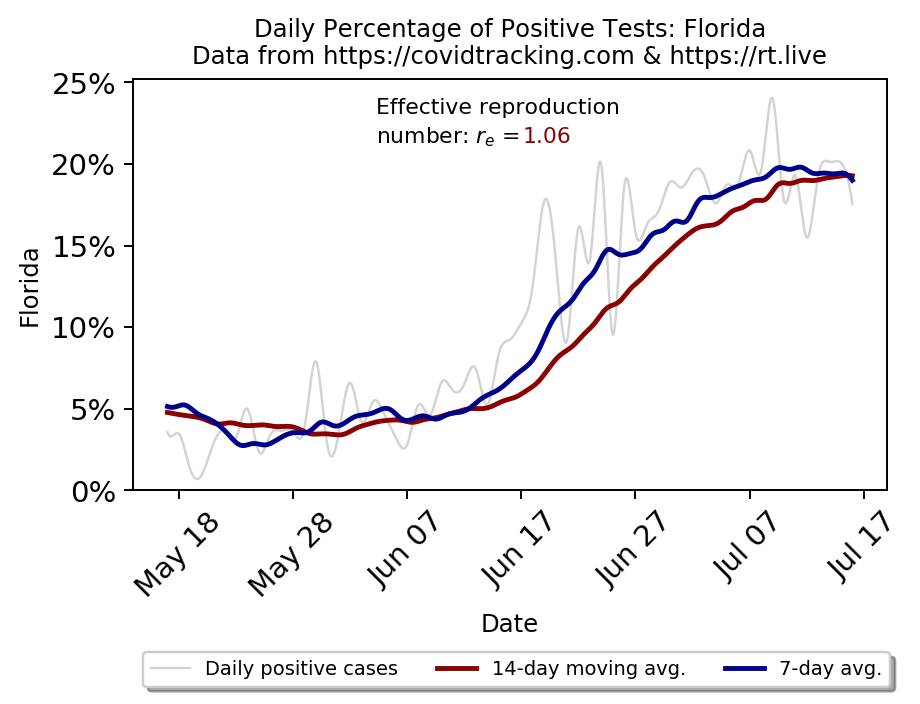 Daily Percentage of Positive Tests: Florida
Data from https://covidtracking.com & https://rt.live
Effective reproduction
number: rₑ = 1.06
25%
20%
15%
10%
5%
0%
Florida
May 18
May 28
Jun 07
Jun 17
Jun 27
Jul 07
Jul 17
Date
Daily positive cases
14-day moving avg.
7-day avg.